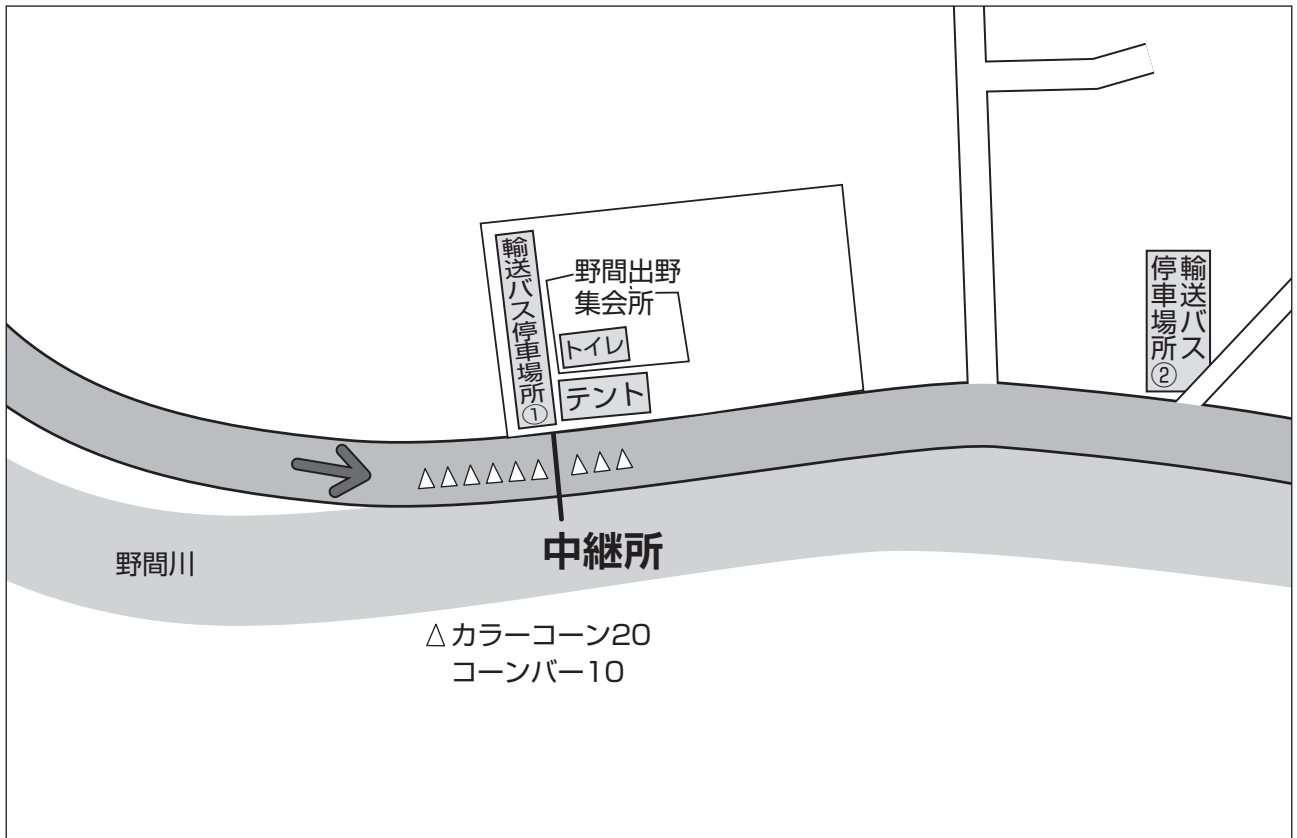 輸送バス停車場所①
野間出野
集会所
トイレ
テント
輸送バス
停車場所②
中継所
野間川
△カラーコーン20
コーンバー10